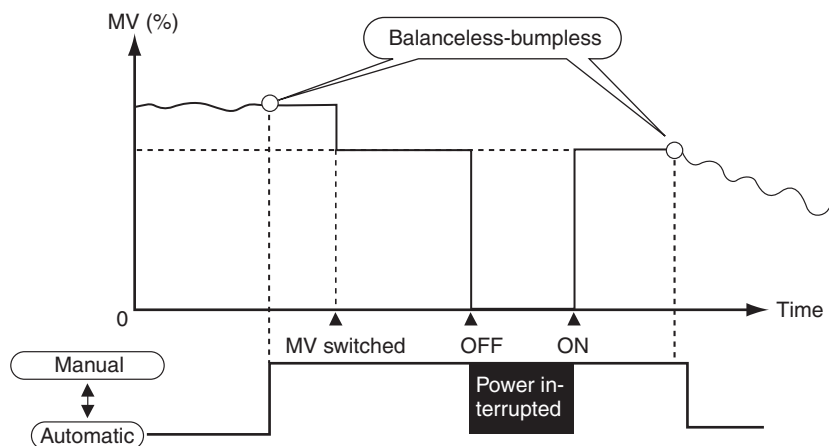 MV (%)
Balanceless-bumpless
0
Time
MV switched
OFF
ON
Manual
Power in-
terrupted
Automatic